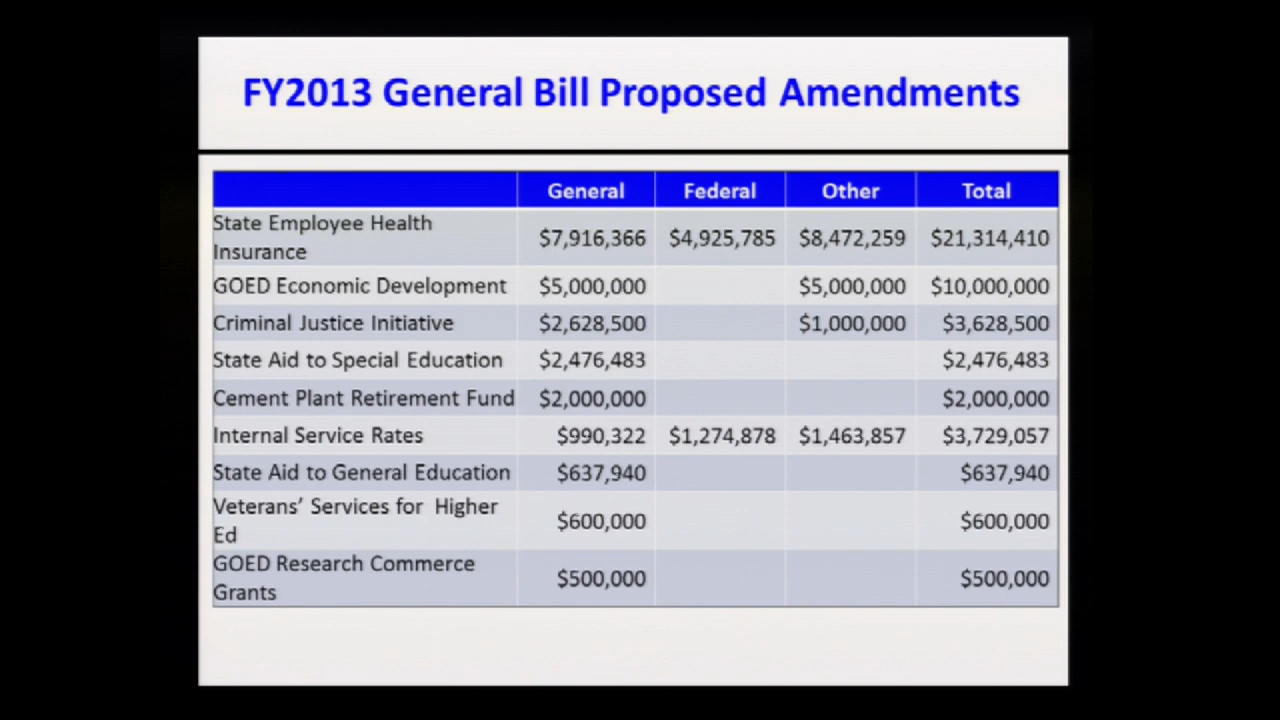 FY2013 General Bill Proposed Amendments
General Federal Other Total
State Employee Health
Insurance
$7,916,366 $4,925,785 $8,472,259 $21,314,410
GOED Economic Development $5,000,000 $5,000,000 $10,000,000
Criminal Justice Initiative $2,628,500 $1,000,000 $3,628,500
State Aid to Special Education $2,476,483 $2,476,483
Cement Plant Retirement Fund $2,000,000 $2,000,000
Internal Service Rates $990,322 $1,274,878 $1,463,857 $3,729,057
State Aid to General Education $637,940 $637,940
Veterans’ Services for Higher
Ed
$600,000 $600,000
GOED Research Commerce
Grants
$500,000 $500,000